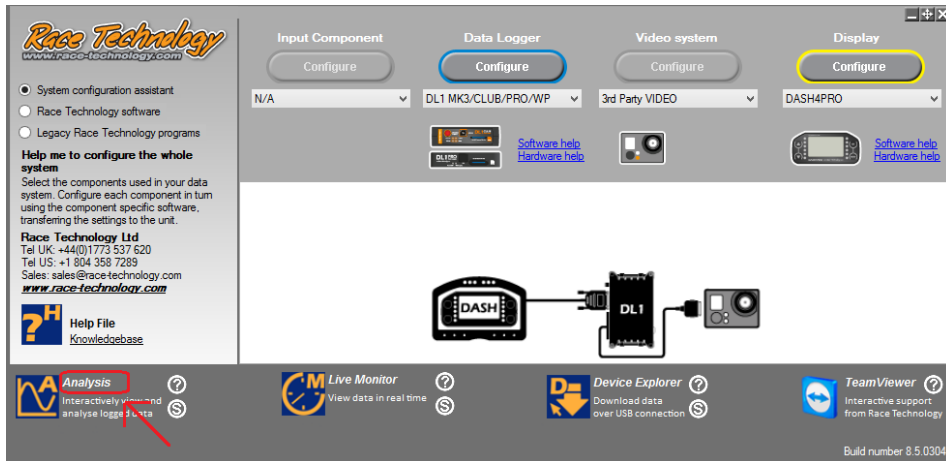 Race Technology
www.race-technology.com
System configuration assistant
Race Technology software
Legacy Race Technology programs
Help me to configure the whole
system
Select the components used in your data
system. Configure each component in turn
using the component specific software,
transferring the settings to the unit.
Race Technology Ltd
Tel UK: +44(0)1773 537 620
Tel US: +1 804 358 7289
Sales: sales@race-technology.com
www.race-technology.com
?H
Help File
Knowledgebase
Input Component
Configure
N/A
Data Logger
Configure
DL1 MK3/CLUB/PRO/WP
Software help
Hardware help
Video system
Configure
3rd Party VIDEO
Display
Configure
DASH4PRO
Software help
Hardware help
DASH
DL1
A
Analysis
?
Interactively view and
analyse logged data
S
M
Live Monitor
?
View data in real time
S
D
Device Explorer
?
Download data
over USB connection
S
TeamViewer
?
Interactive support
from Race Technology
Build number 8.5.0304